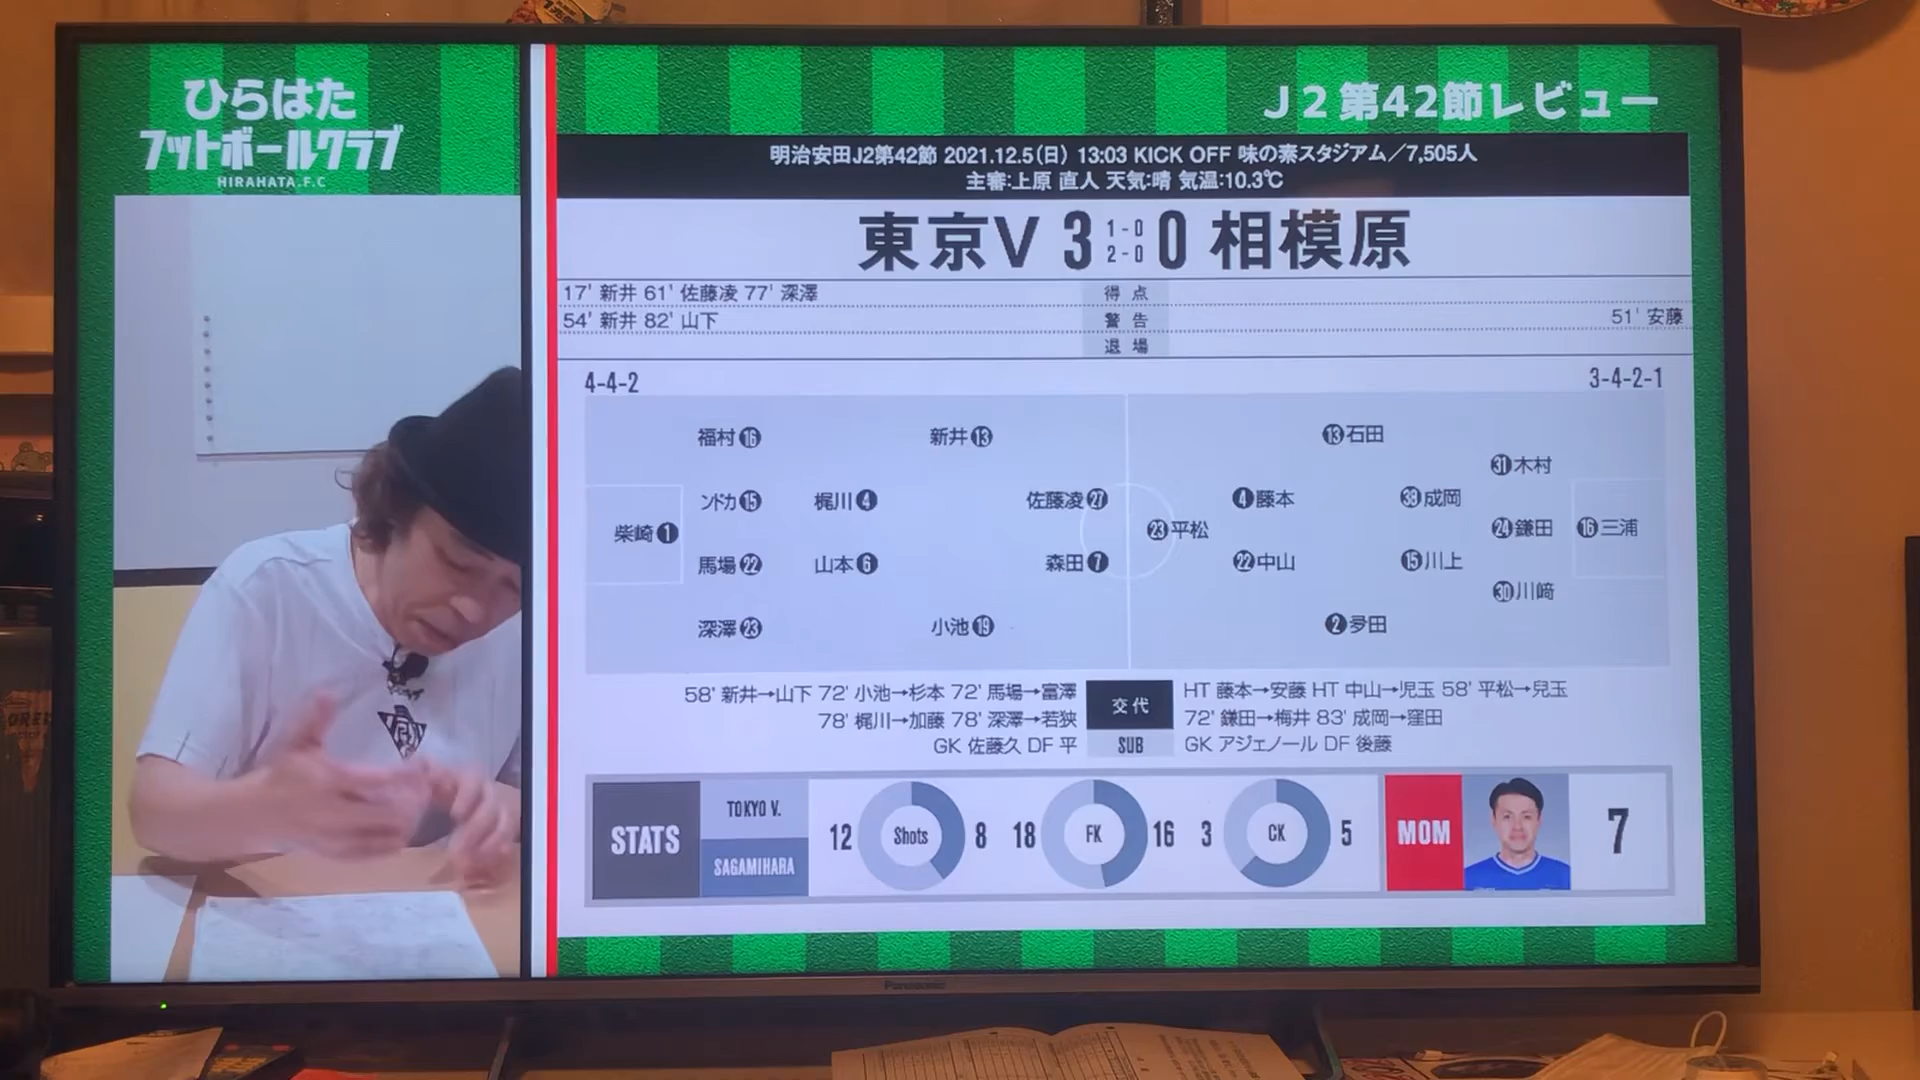 ひらはた
フットボールクラブ
HIRAHATA.F.C
J2第42節レビュー
明治安田J2第42節 2021.12.5(日) 13:03 KICK OFF 味の素スタジアム/7,505人
主審:上原 直人 天気:晴 気温:10.3℃
東京V 3 1-0 2-0 0 相模原
17' 新井 61' 佐藤凌 77' 深澤 得点
54' 新井 82' 山下 警告 51' 安藤
退場
4-4-2 3-4-2-1
福村 16 新井 13 13 石田
31 木村
ンドカ 15 梶川 4 佐藤凌 27 4 藤本 38 成岡
柴崎 1 23 平松 24 鎌田 16 三浦
馬場 22 山本 6 森田 7 22 中山 15 川上
30 川﨑
深澤 23 小池 19 2 夛田
58' 新井→山下 72' 小池→杉本 72' 馬場→富澤 交代 HT 藤本→安藤 HT 中山→児玉 58' 平松→兒玉
78' 梶川→加藤 78' 深澤→若狭 72' 鎌田→梅井 83' 成岡→窪田
GK 佐藤久 DF 平 SUB GK アジェノール DF 後藤
STATS TOKYO V. SAGAMIHARA 12 Shots 8 18 FK 16 3 CK 5 MOM 7
Panasonic